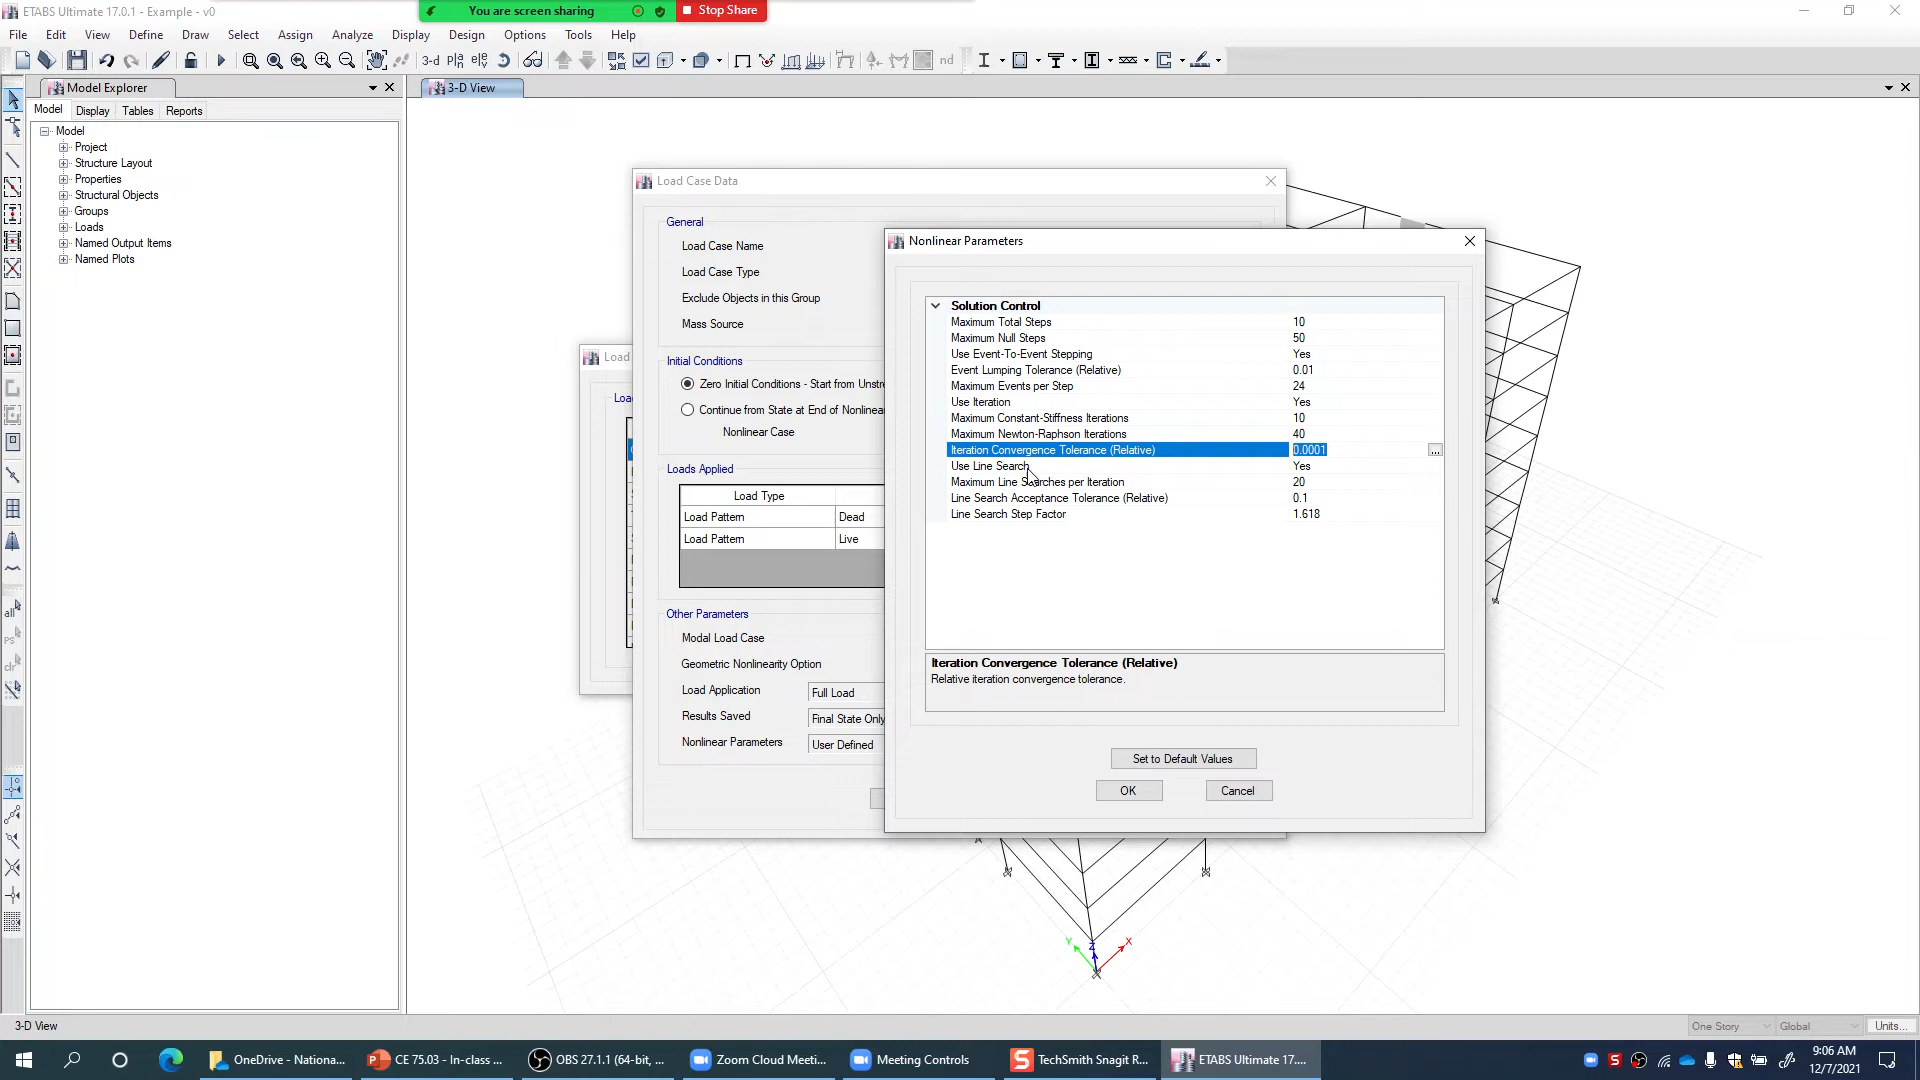 ETABS Ultimate 17.0.1 - Example - v0
You are screen sharing
Stop Share
File Edit View Define Draw Select Assign Analyze Display Design Options Tools Help
3-d
nd
Model Explorer
3-D View
Model Display Tables Reports
Model
Project
Structure Layout
Properties
Structural Objects
Groups
Loads
Named Output Items
Named Plots
all
PS
clr
Load
Loa
Load Case Data
General
Load Case Name
Load Case Type
Exclude Objects in this Group
Mass Source
Initial Conditions
Zero Initial Conditions - Start from Unstre
Continue from State at End of Nonlinea
Nonlinear Case
Loads Applied
Load Type
Load Pattern Dead
Load Pattern Live
Other Parameters
Modal Load Case
Geometric Nonlinearity Option
Load Application Full Load
Results Saved Final State Only
Nonlinear Parameters User Defined
Nonlinear Parameters
Solution Control
Maximum Total Steps 10
Maximum Null Steps 50
Use Event-To-Event Stepping Yes
Event Lumping Tolerance (Relative) 0.01
Maximum Events per Step 24
Use Iteration Yes
Maximum Constant-Stiffness Iterations 10
Maximum Newton-Raphson Iterations 40
Iteration Convergence Tolerance (Relative) 0.0001 ...
Use Line Search Yes
Maximum Line Searches per Iteration 20
Line Search Acceptance Tolerance (Relative) 0.1
Line Search Step Factor 1.618
Iteration Convergence Tolerance (Relative)
Relative iteration convergence tolerance.
Set to Default Values
OK Cancel
Y Z X
3-D View
One Story Global Units...
OneDrive - Nationa...
CE 75.03 - In-class ...
OBS 27.1.1 (64-bit, ...
Zoom Cloud Meeti...
Meeting Controls
TechSmith Snagit R...
ETABS Ultimate 17....
9:06 AM
12/7/2021